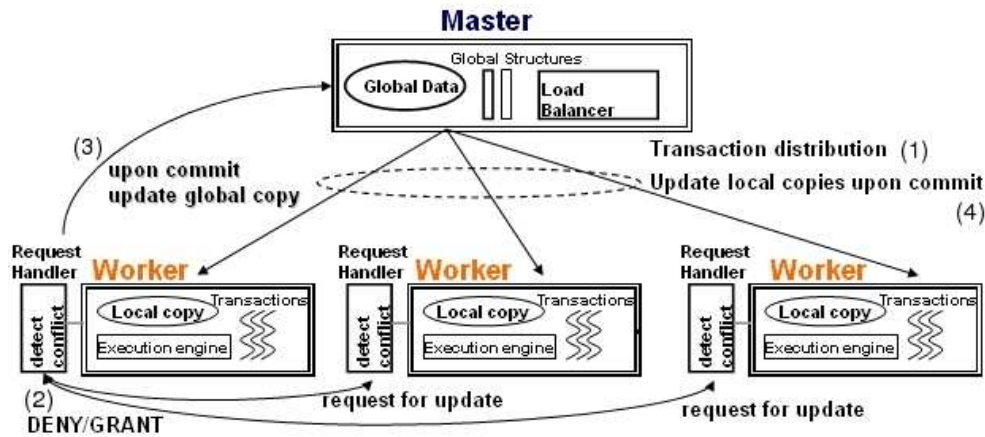 Master
Global Structures
Global Data
Load
Balancer
(3)
upon commit
update global copy
Transaction distribution (1)
Update local copies upon commit
(4)
Request
Handler
Worker
detect
conflict
Local copy
Transactions
Execution engine
Request
Handler
Worker
detect
conflict
Local copy
Transactions
Execution engine
Request
Handler
Worker
detect
conflict
Local copy
Transactions
Execution engine
(2)
DENY/GRANT
request for update
request for update